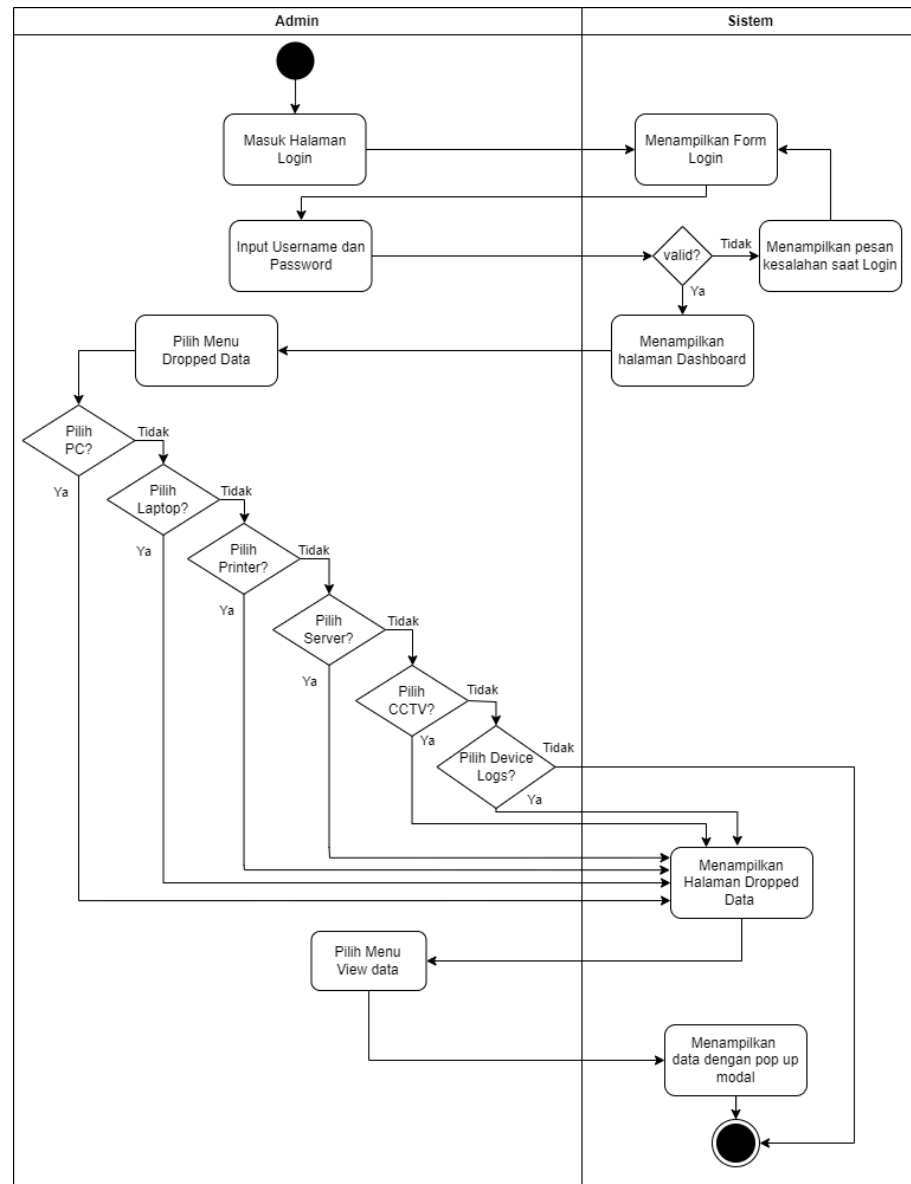 Admin
Sistem
Masuk Halaman
Login
Menampilkan Form
Login
Input Username dan
Password
valid?
Tidak
Menampilkan pesan
kesalahan saat Login
Ya
Pilih Menu
Dropped Data
Menampilkan
halaman Dashboard
Pilih
PC?
Tidak
Ya
Pilih
Laptop?
Tidak
Ya
Pilih
Printer?
Tidak
Ya
Pilih
Server?
Tidak
Ya
Pilih
CCTV?
Tidak
Ya
Pilih Device
Logs?
Tidak
Ya
Menampilkan
Halaman Dropped
Data
Pilih Menu
View data
Menampilkan
data dengan pop up
modal